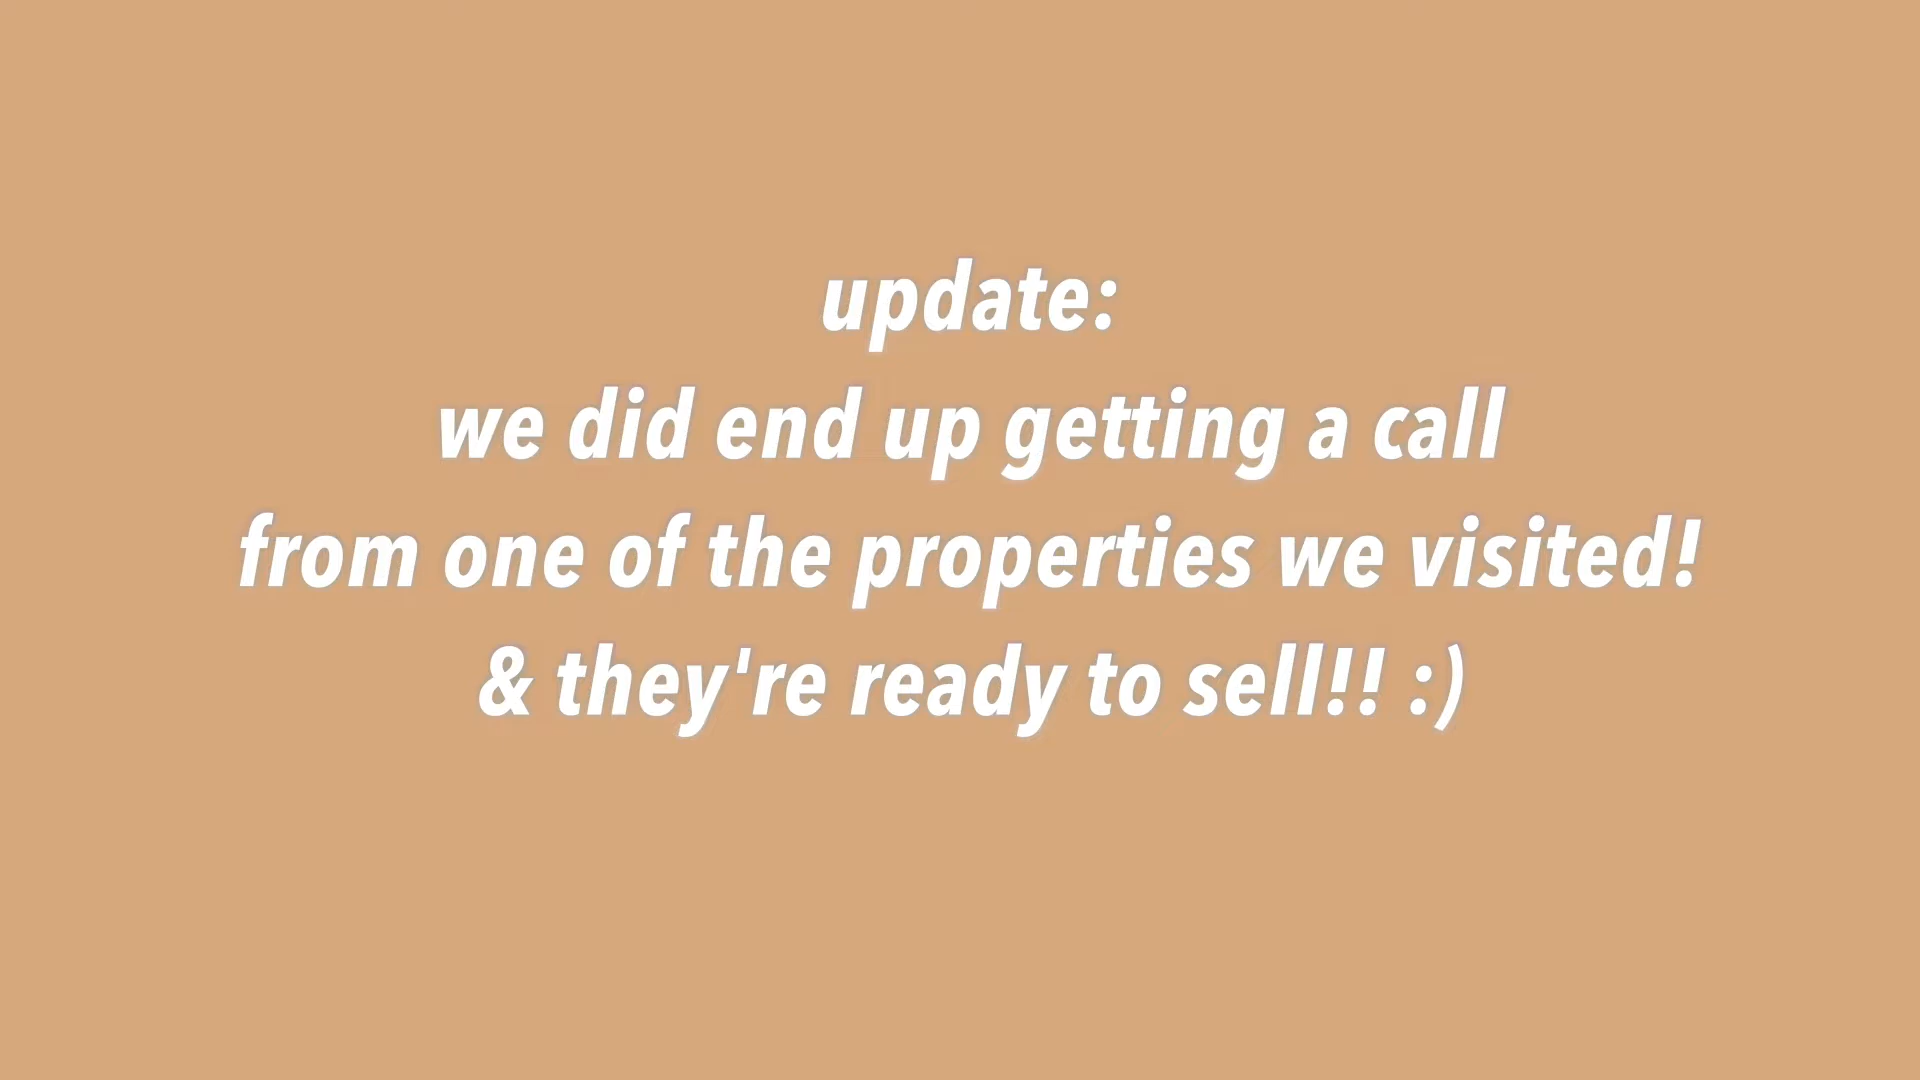 update:
we did end up getting a call
from one of the properties we visited!
& they're ready to sell!! :)